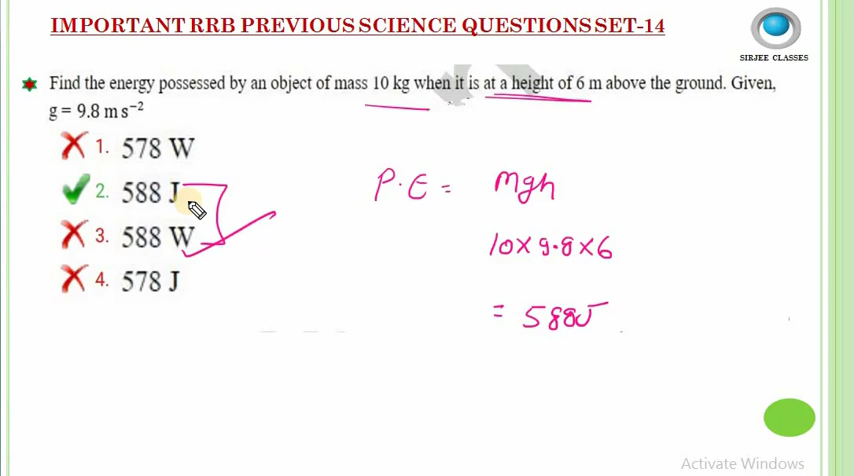 IMPORTANT RRB PREVIOUS SCIENCE QUESTIONS SET-14
SIRJEE CLASSES
Find the energy possessed by an object of mass 10 kg when it is at a height of 6 m above the ground. Given,
g = 9.8 m s⁻²
1. 578 W
2. 588 J
3. 588 W
4. 578 J
P.E = mgh
10 × 9.8 × 6
= 588J
Activate Windows